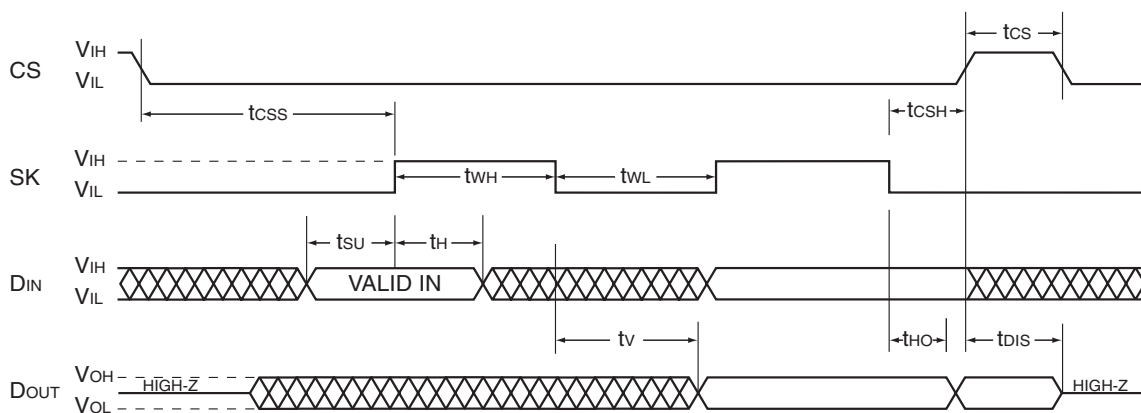 CS
VIH
VIL
tCSS
tCSH
tCS
SK
VIH
VIL
tWH
tWL
DIN
VIH
VIL
tSU
tH
VALID IN
tV
tHO
tDIS
DOUT
VOH
VOL
HIGH-Z
HIGH-Z